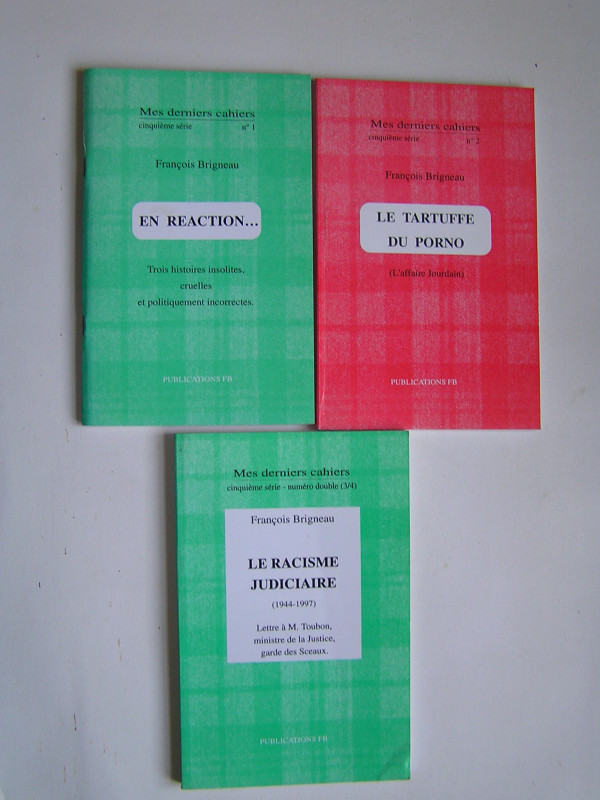 Mes derniers cahiers
cinquième série n° 1
François Brigneau
EN REACTION...
Trois histoires insolites,
cruelles
et politiquement incorrectes.
PUBLICATIONS FB
Mes derniers cahiers
cinquième série n° 2
François Brigneau
LE TARTUFFE
DU PORNO
(L'affaire Jourdain)
PUBLICATIONS FB
Mes derniers cahiers
cinquième série - numéro double (3/4)
François Brigneau
LE RACISME
JUDICIAIRE
(1944-1997)
Lettre à M. Toubon,
ministre de la Justice,
garde des Sceaux.
PUBLICATIONS FB